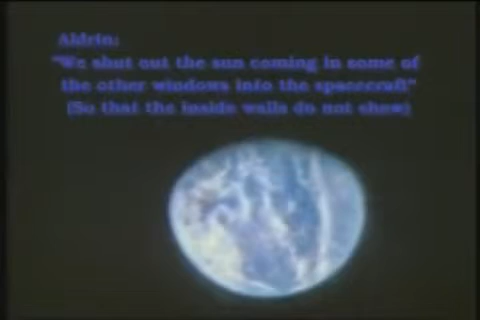 Aldrin:
"We shut out the sun coming in some of
the other windows into the spacecraft"
(So that the inside walls do not show)